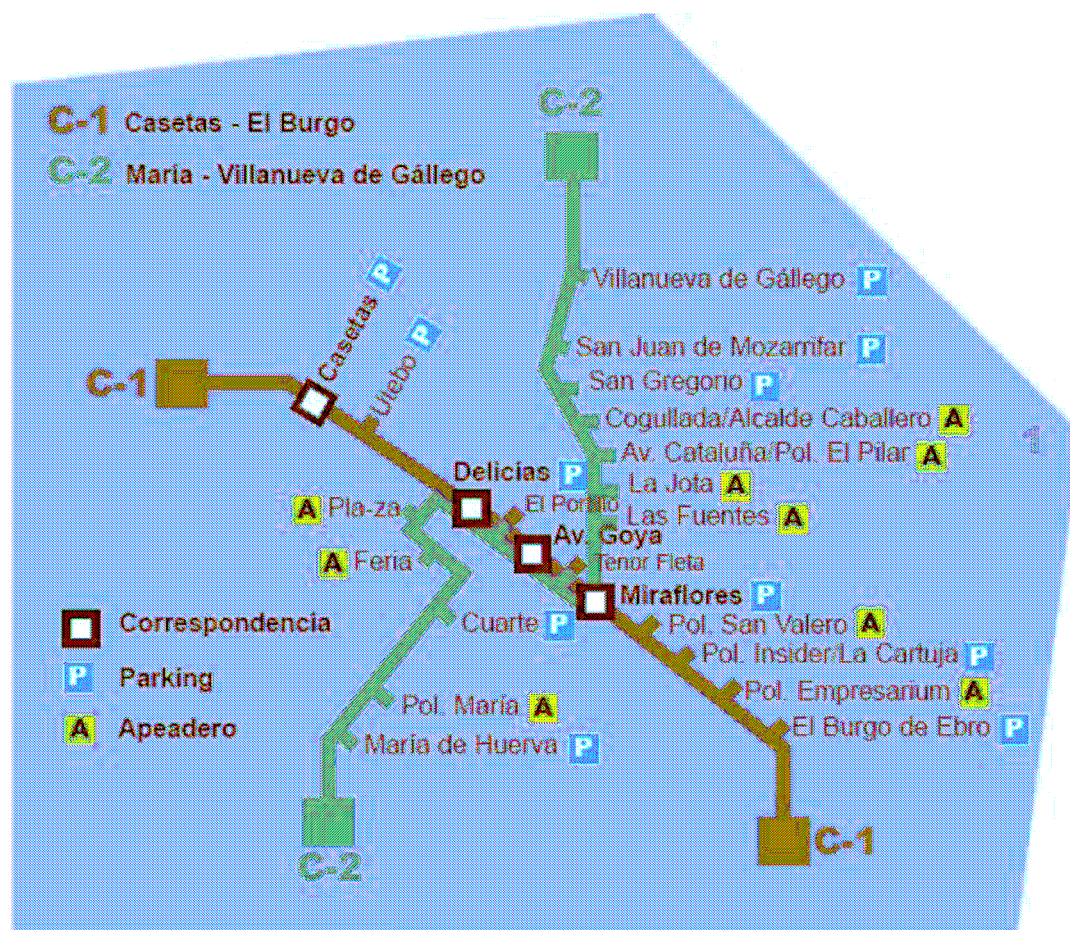 C-1 Casetas - El Burgo
C-2 María - Villanueva de Gállego
C-2
Villanueva de Gállego P
San Juan de Mozarrifar P
San Gregorio P
Cogullada/Alcalde Caballero A
Av. Cataluña/Pol. El Pilar A
La Jota A
Las Fuentes A
1
C-1
Casetas P
Utebo P
Delicias P
El Portillo
Av. Goya
Tenor Fleta
Miraflores P
A Pla-za
A Feria
Cuarte P
Pol. María A
María de Huerva P
C-2
Pol. San Valero A
Pol. Insider/La Cartuja P
Pol. Empresarium A
El Burgo de Ebro P
C-1
Correspondencia
P Parking
A Apeadero